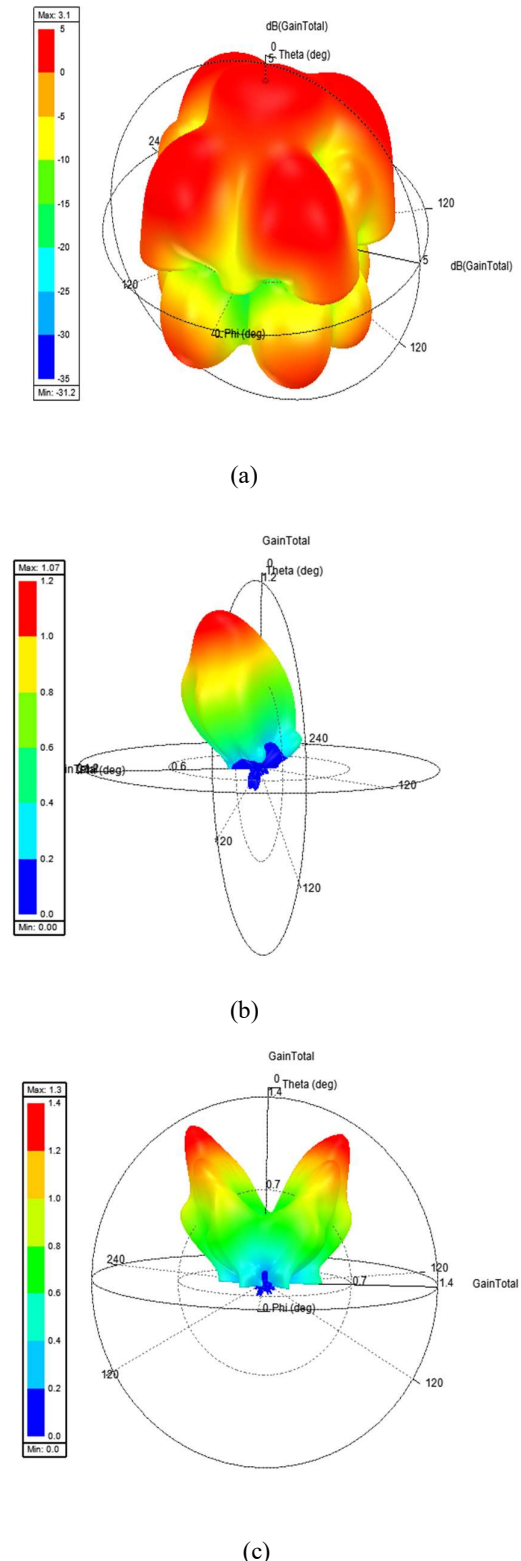 Max: 3.1
5
0
-5
-10
-15
-20
-25
-30
-35
Min: -31.2
dB(GainTotal)
0
5
Theta (deg)
24
120
5
dB(GainTotal)
120
0 Phi (deg)
120
(a)
GainTotal
0
Theta (deg)
1.2
Max: 1.07
1.2
1.0
0.8
0.6
0.4
0.2
0.0
Min: 0.00
240
0.6
120
120
120
(b)
GainTotal
0
Theta (deg)
1.4
Max: 1.3
1.4
1.2
1.0
0.8
0.6
0.4
0.2
0.0
Min: 0.0
0.7
240
120
0.7
1.4
GainTotal
0 Phi (deg)
120
120
(c)